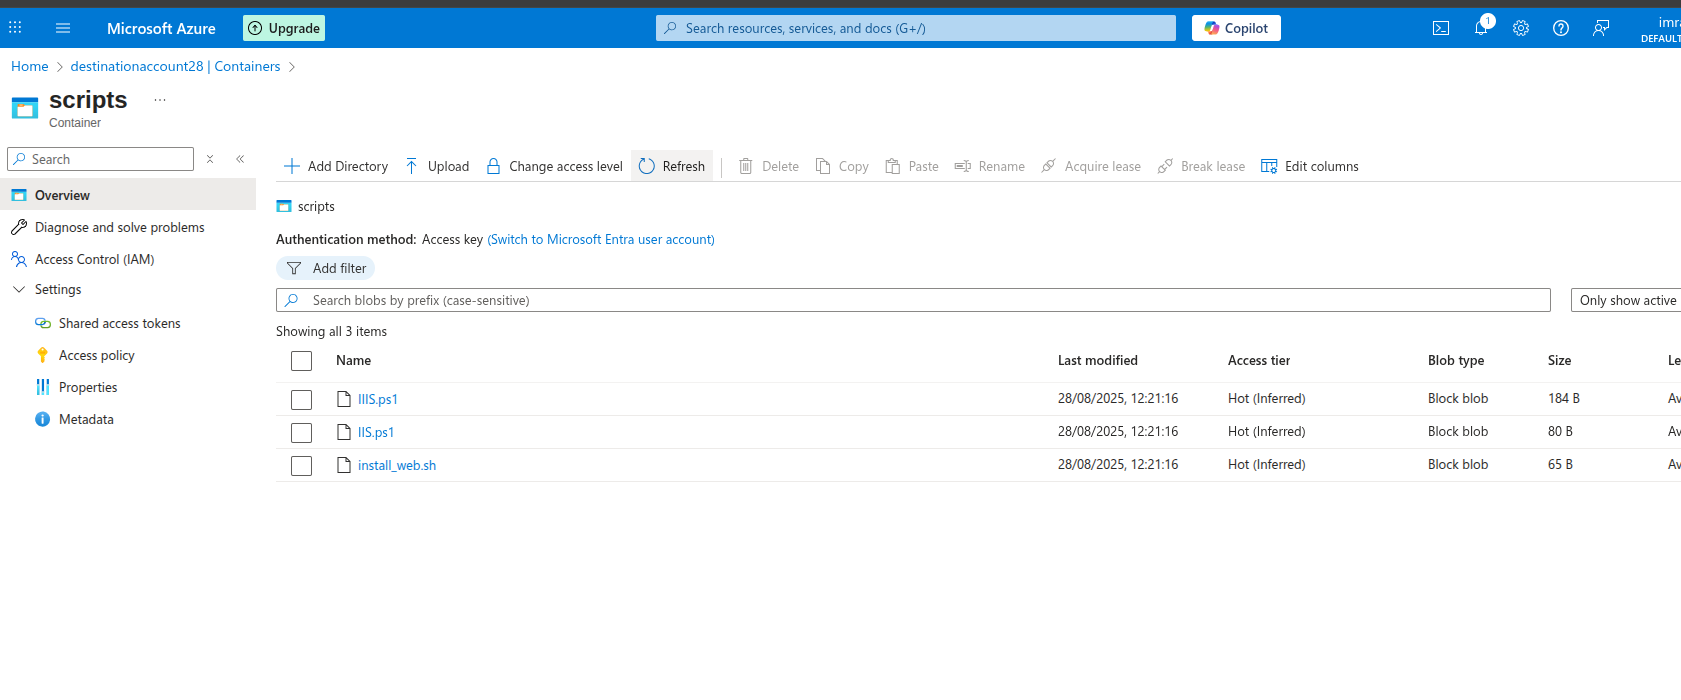 Microsoft Azure
Upgrade
Search resources, services, and docs (G+/)
Copilot
1
imra
DEFAULT
Home > destinationaccount28 | Containers >
scripts ...
Container
Search
Add Directory Upload Change access level Refresh Delete Copy Paste Rename Acquire lease Break lease Edit columns
Overview
Diagnose and solve problems
Access Control (IAM)
Settings
Shared access tokens
Access policy
Properties
Metadata
scripts
Authentication method: Access key (Switch to Microsoft Entra user account)
Add filter
Search blobs by prefix (case-sensitive)
Only show active
Showing all 3 items
Name Last modified Access tier Blob type Size Le
IIIS.ps1 28/08/2025, 12:21:16 Hot (Inferred) Block blob 184 B Av
IIS.ps1 28/08/2025, 12:21:16 Hot (Inferred) Block blob 80 B Av
install_web.sh 28/08/2025, 12:21:16 Hot (Inferred) Block blob 65 B Av